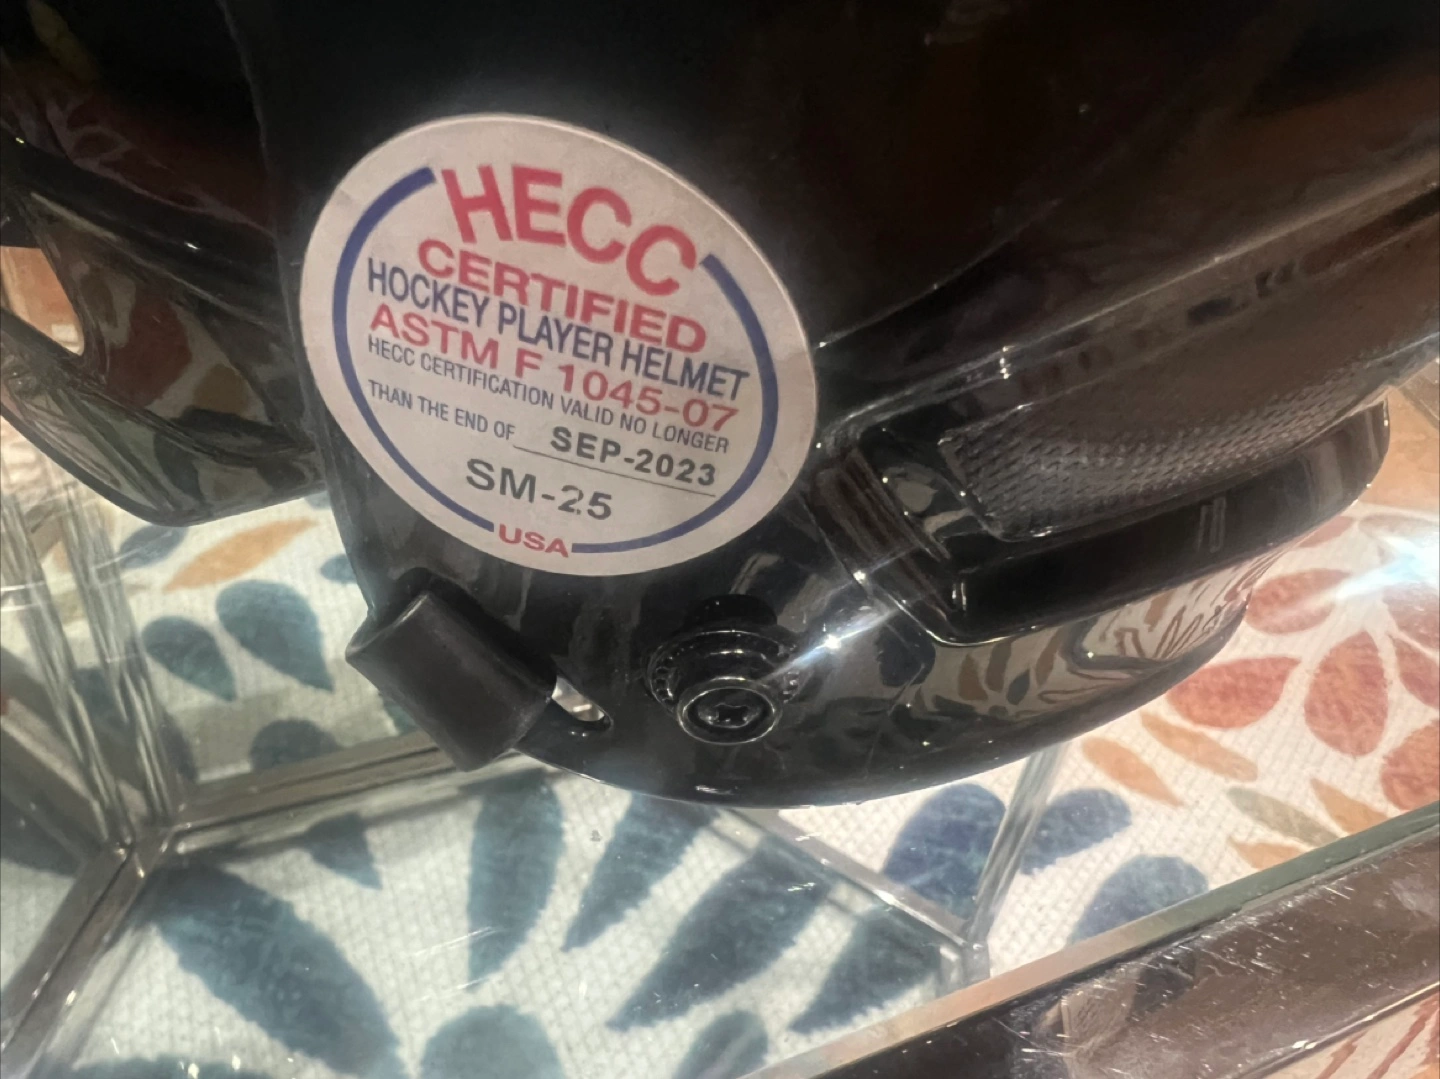 HECC
CERTIFIED
HOCKEY PLAYER HELMET
ASTM F 1045-07
HECC CERTIFICATION VALID NO LONGER
THAN THE END OF SEP-2023
SM-25
USA